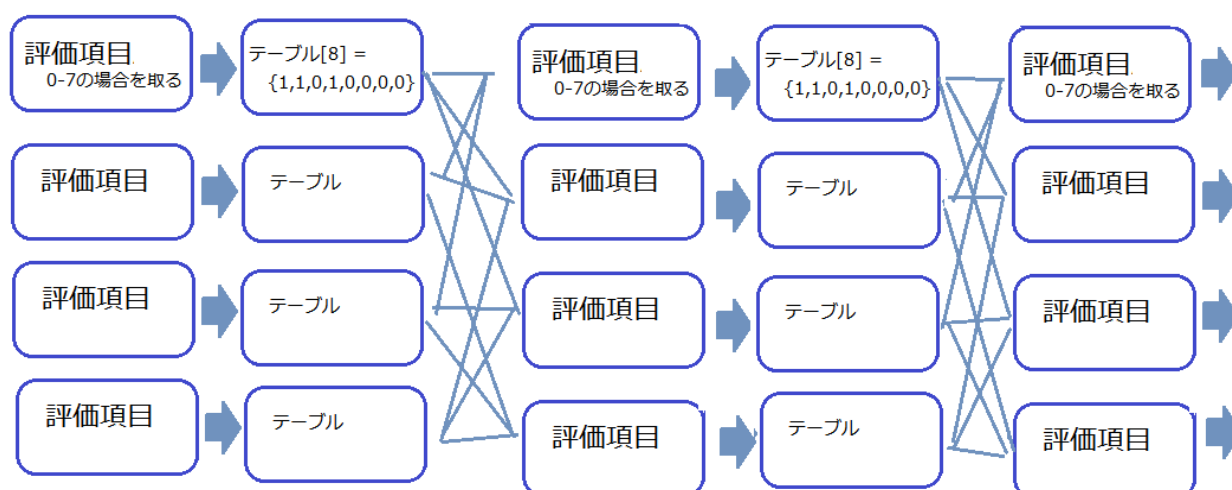 評価項目
0-7の場合を取る
テーブル[8] =
{1,1,0,1,0,0,0,0}
評価項目
0-7の場合を取る
テーブル[8] =
{1,1,0,1,0,0,0,0}
評価項目
0-7の場合を取る
評価項目
テーブル
評価項目
テーブル
評価項目
評価項目
テーブル
評価項目
テーブル
評価項目
評価項目
テーブル
評価項目
テーブル
評価項目